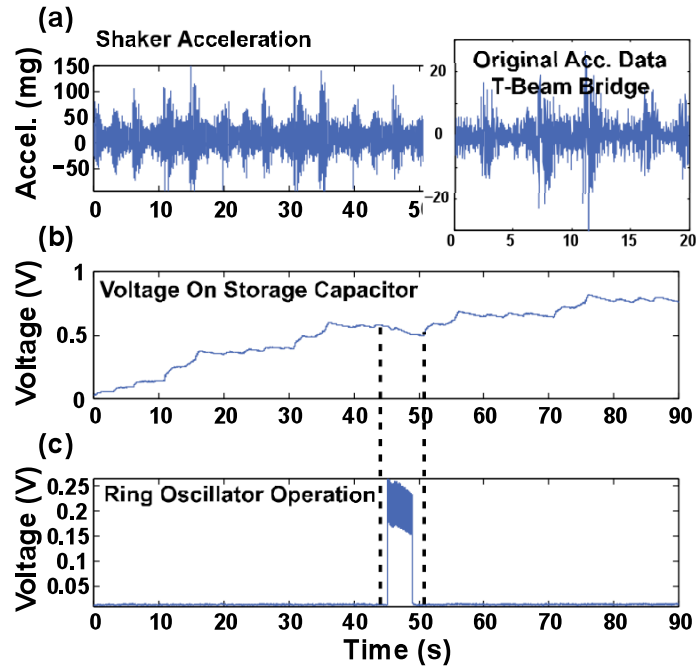 (a)
Shaker Acceleration
Accel. (mg)
150
100
50
0
−50
0 10 20 30 40 50
Original Acc. Data
T-Beam Bridge
20
0
−20
0 5 10 15 20
20
0
−20
(b)
Voltage On Storage Capacitor
Voltage (V)
1
0.5
0
0 10 20 30 40 50 60 70 80 90
(c)
Ring Oscillator Operation
Voltage (V)
0.25
0.2
0.15
0.1
0.05
0 10 20 30 40 50 60 70 80 90
Time (s)